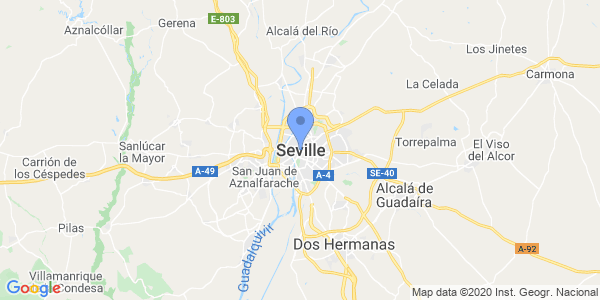 Aznalcóllar
Gerena
E-803
Alcalá del Río
Los Jinetes
Carmona
La Celada
Sanlúcar
la Mayor
Carrión de
los Céspedes
A-49
Seville
San Juan de
Aznalfarache
A-4
SE-40
Torrepalma
El Viso
del Alcor
Alcalá de
Guadaíra
Pilas
Guadalquivir
Dos Hermanas
A-92
Villamanrique
Condesa
Google
Map data ©2020 Inst. Geogr. Nacional